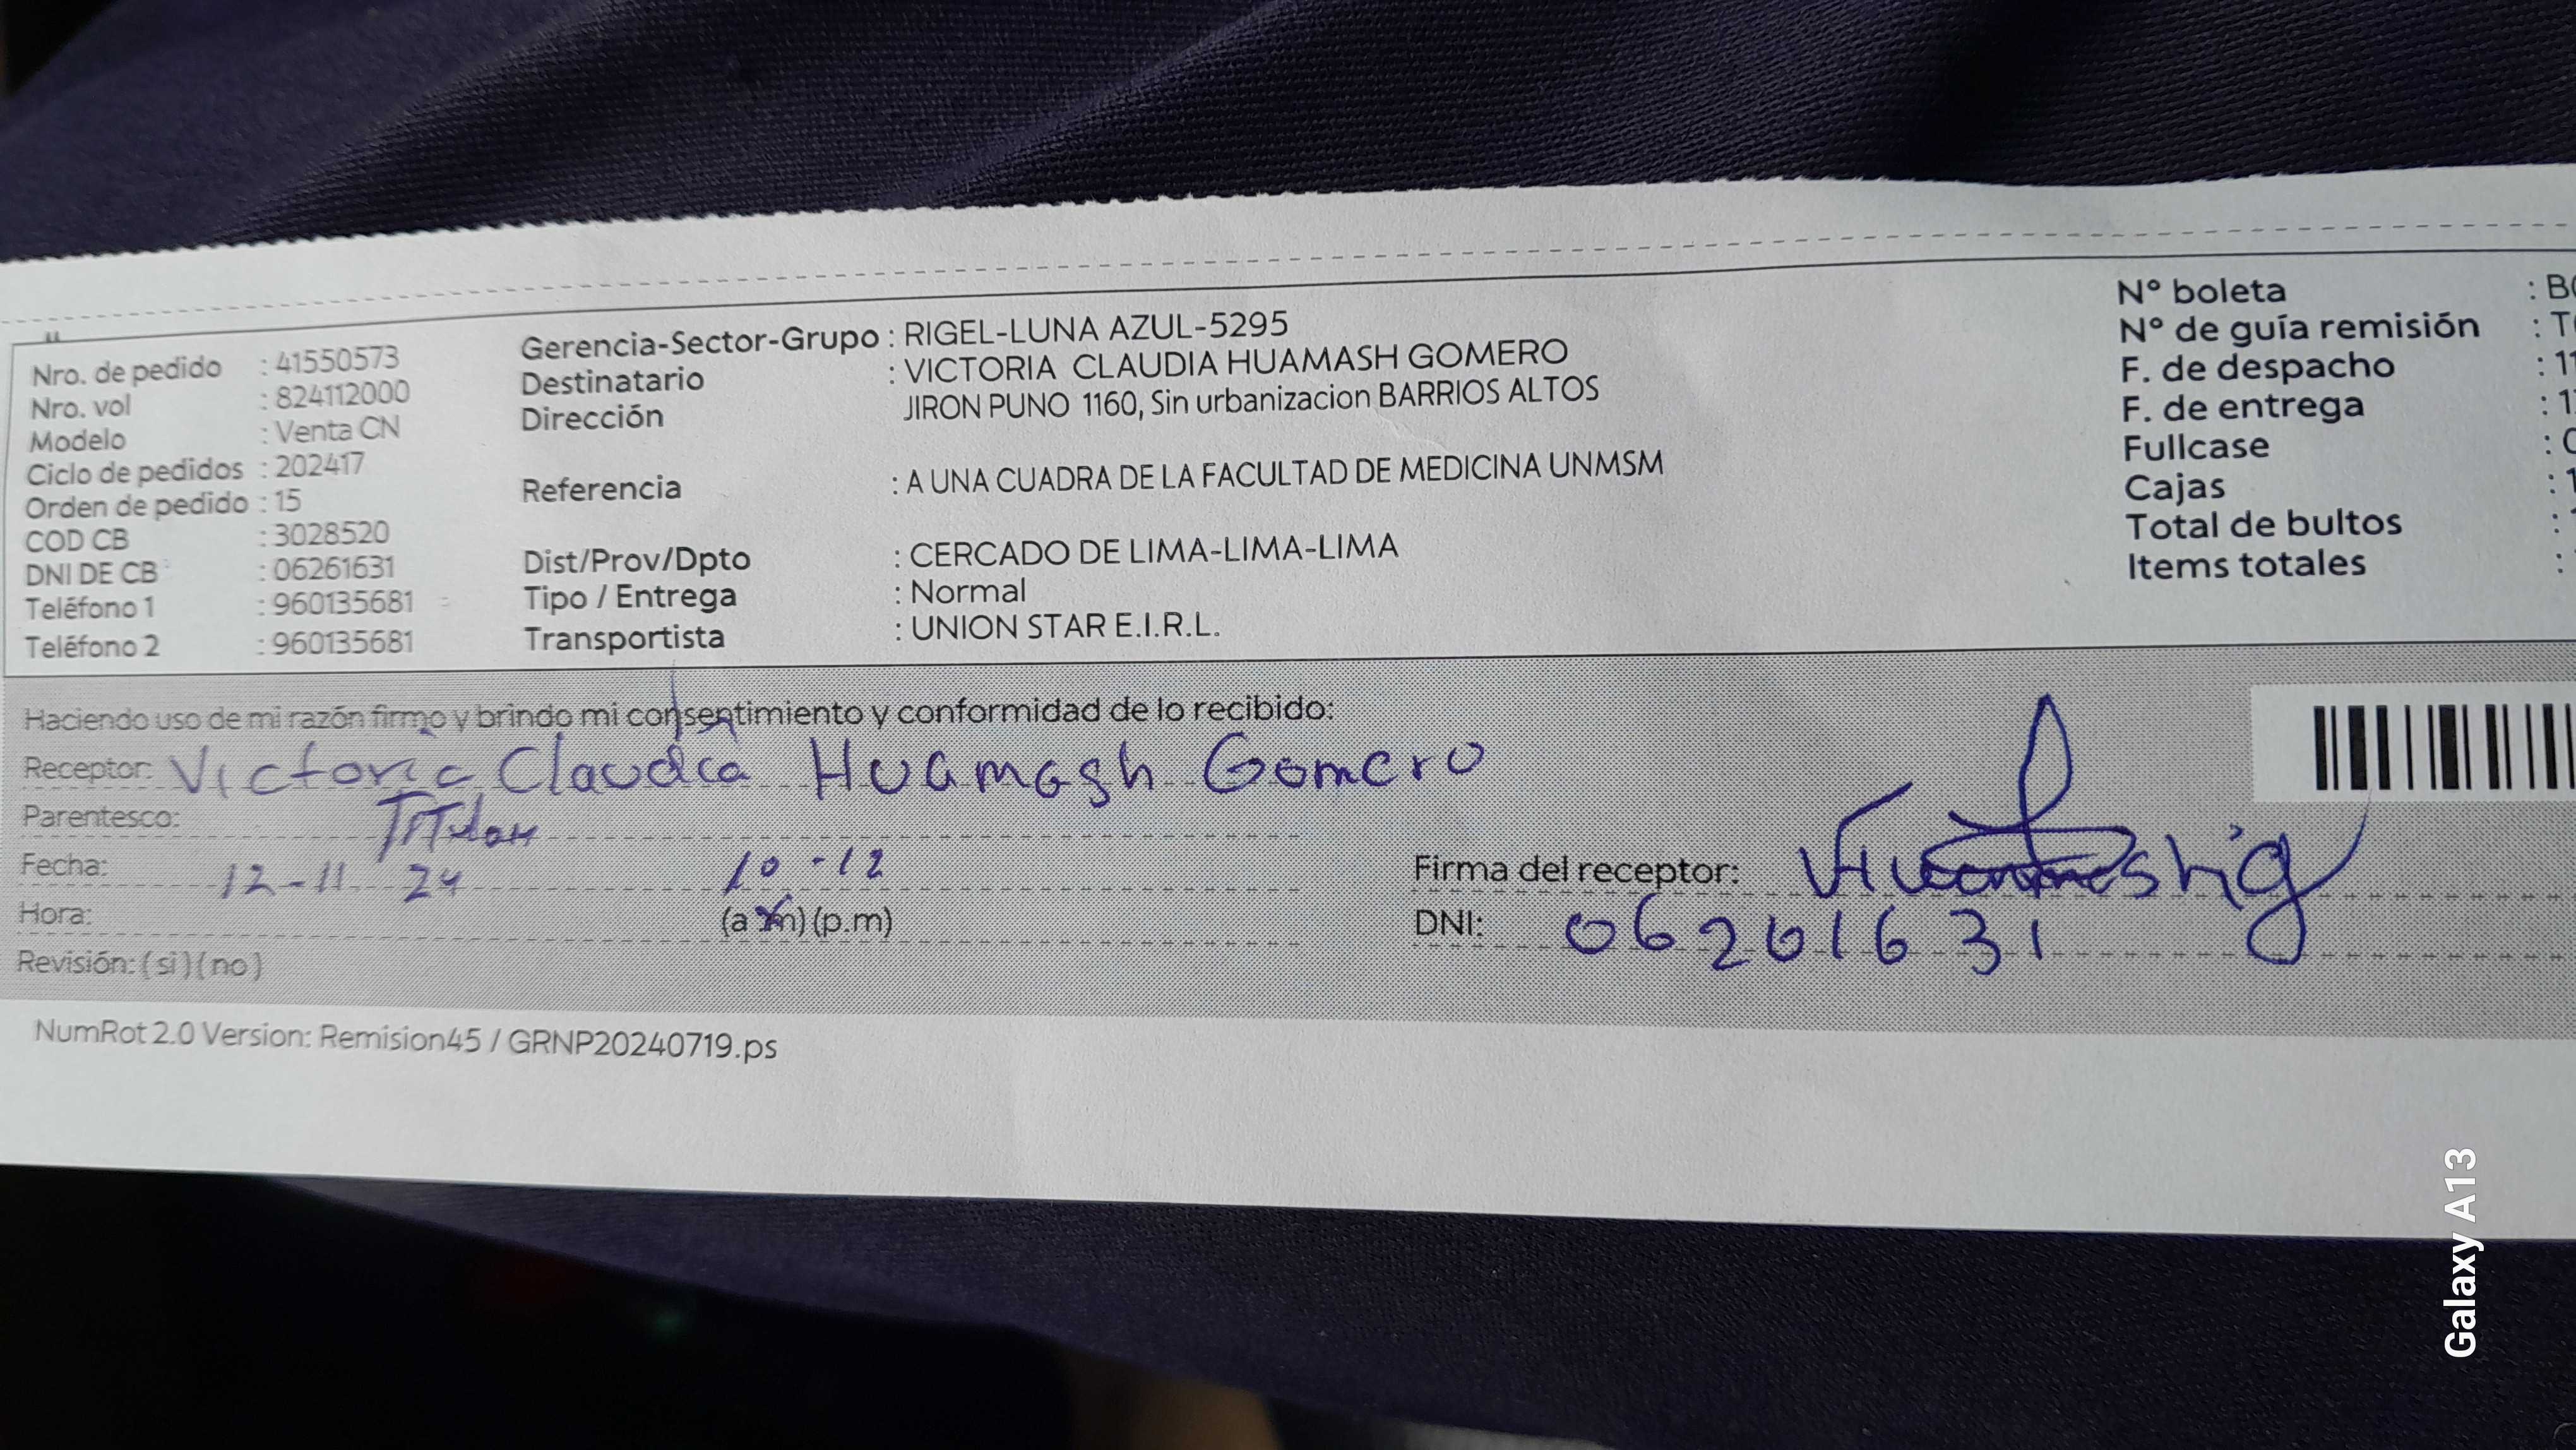 Nro. de pedido : 41550573
Nro. vol : 824112000
Modelo : Venta CN
Ciclo de pedidos : 202417
Orden de pedido : 15
COD CB : 3028520
DNI DE CB : 06261631
Teléfono 1 : 960135681
Teléfono 2 : 960135681
Gerencia-Sector-Grupo : RIGEL-LUNA AZUL-5295
Destinatario : VICTORIA CLAUDIA HUAMASH GOMERO
Dirección JIRON PUNO 1160, Sin urbanizacion BARRIOS ALTOS
Referencia : A UNA CUADRA DE LA FACULTAD DE MEDICINA UNMSM
Dist/Prov/Dpto : CERCADO DE LIMA-LIMA-LIMA
Tipo / Entrega : Normal
Transportista : UNION STAR E.I.R.L.
N° boleta :
N° de guía remisión :
F. de despacho : 11
F. de entrega :
Fullcase :
Cajas :
Total de bultos :
Items totales :
Haciendo uso de mi razón firmo y brindo mi consentimiento y conformidad de lo recibido:
Receptor: Victoria Claudia Huamash Gomero
Parentesco: Titular
Fecha: 12-11 24
10-12
Hora: (a.m) (p.m)
Revisión: (si) (no)
Firma del receptor:
DNI: 06261631
NumRot 2.0 Version: Remision45 / GRNP20240719.ps
Galaxy A13